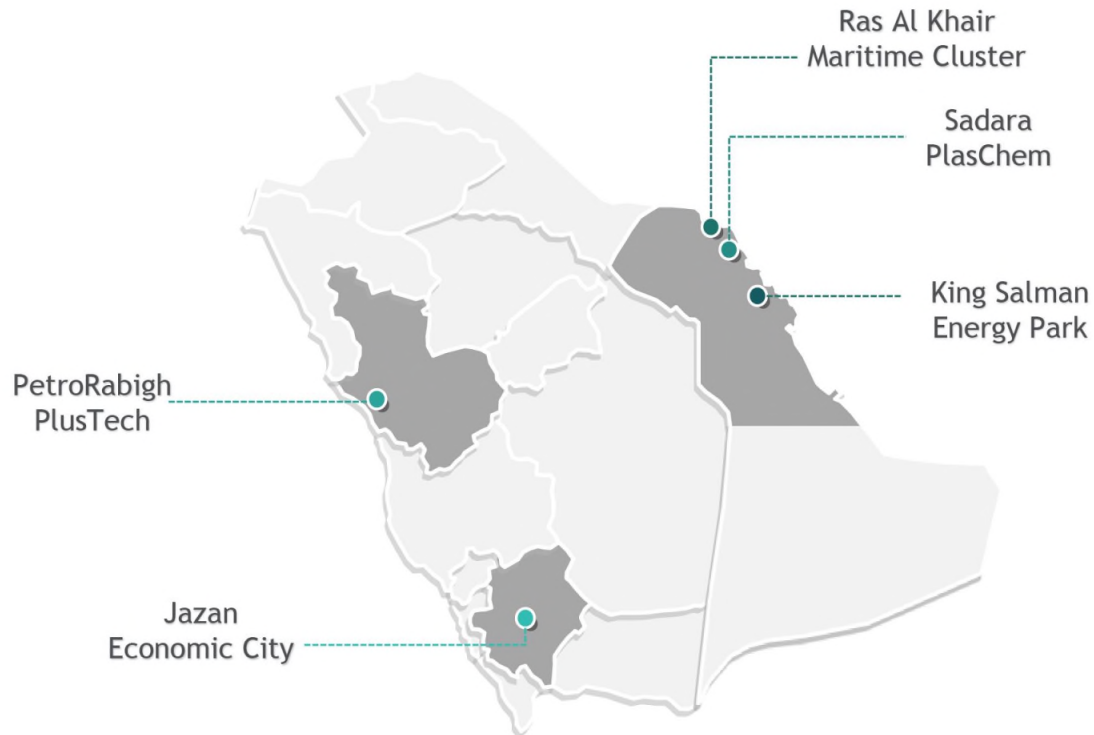 Ras Al Khair
Maritime Cluster
Sadara
PlasChem
King Salman
Energy Park
PetroRabigh
PlusTech
Jazan
Economic City